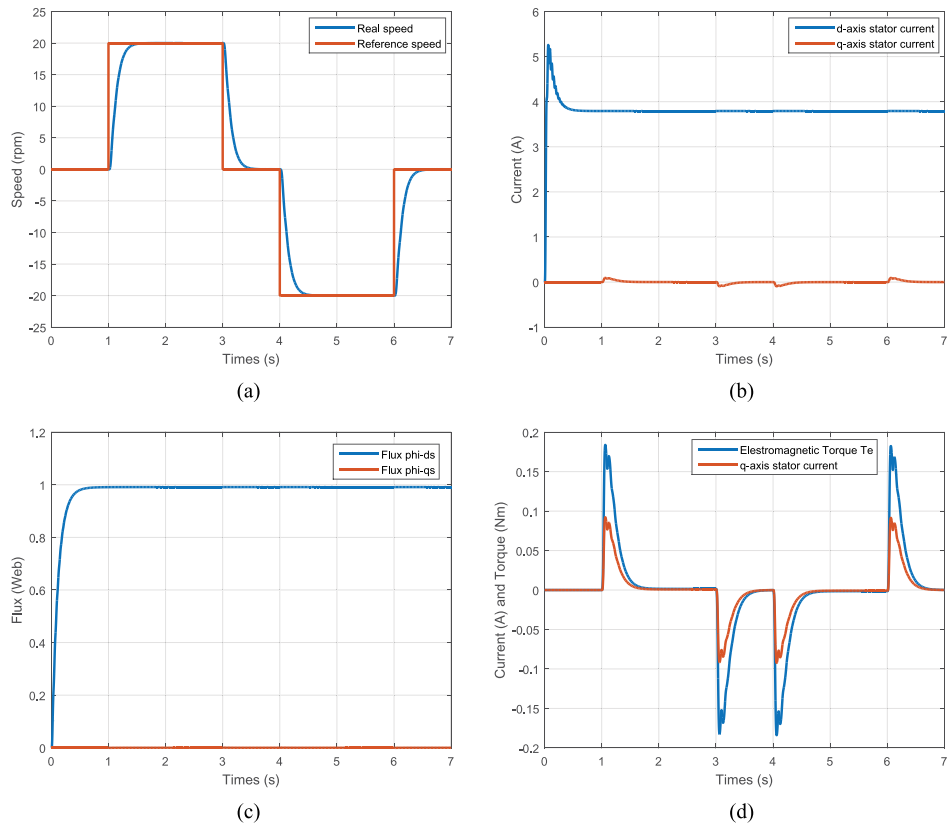 Real speed
Reference speed
25
20
15
10
5
0
-5
-10
-15
-20
-25
Speed (rpm)
0 1 2 3 4 5 6 7
Times (s)
(a)
d-axis stator current
q-axis stator current
6
5
4
3
2
1
0
-1
Current (A)
0 1 2 3 4 5 6 7
Times (s)
(b)
Flux phi-ds
Flux phi-qs
1.2
1
0.8
0.6
0.4
0.2
0
Flux (Web)
0 1 2 3 4 5 6 7
Times (s)
(c)
Elestromagnetic Torque Te
q-axis stator current
0.2
0.15
0.1
0.05
0
-0.05
-0.1
-0.15
-0.2
Current (A) and Torque (Nm)
0 1 2 3 4 5 6 7
Times (s)
(d)